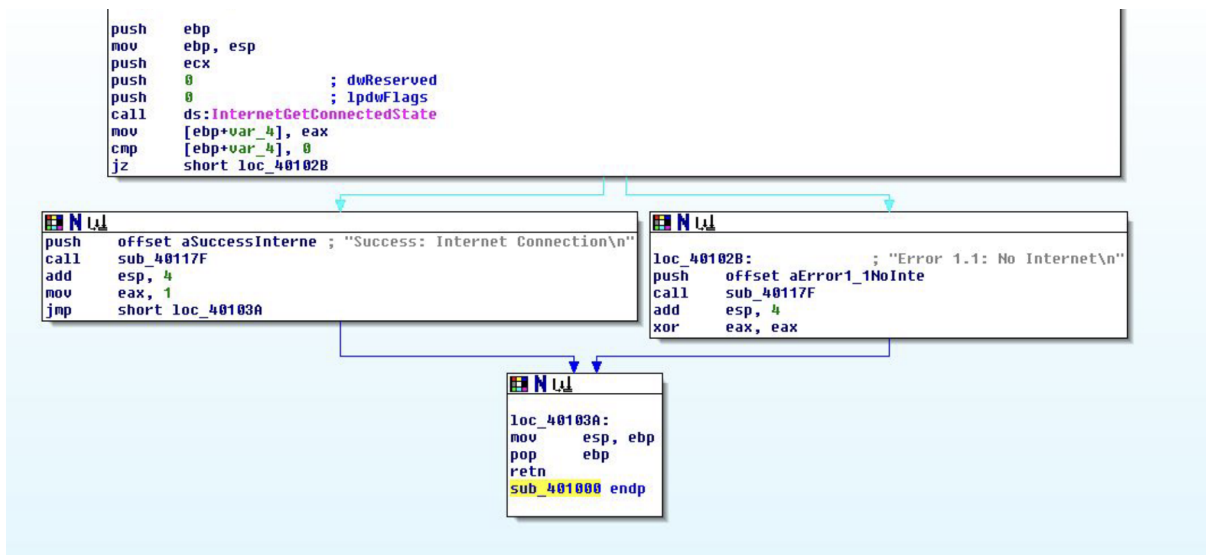 push ebp
mov ebp, esp
push ecx
push 0 ; dwReserved
push 0 ; lpdwFlags
call ds:InternetGetConnectedState
mov [ebp+var_4], eax
cmp [ebp+var_4], 0
jz short loc_40102B
push offset aSuccessInterne ; "Success: Internet Connection\n"
call sub_40117F
add esp, 4
mov eax, 1
jmp short loc_40103A
loc_40102B: ; "Error 1.1: No Internet\n"
push offset aError1_1NoInte
call sub_40117F
add esp, 4
xor eax, eax
loc_40103A:
mov esp, ebp
pop ebp
retn
sub_401000 endp